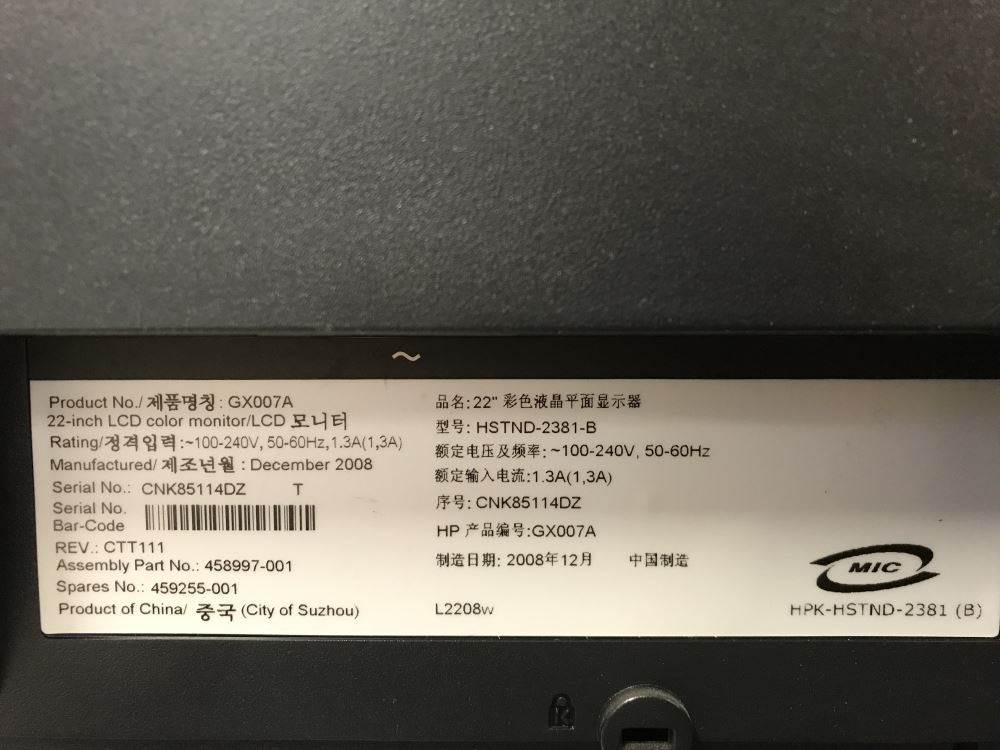 ~
Product No./ 제품명칭 : GX007A
22-inch LCD color monitor/LCD 모니터
Rating/정격입력:~100-240V, 50-60Hz,1.3A(1,3A)
Manufactured/ 제조년월 : December 2008
Serial No.: CNK85114DZ T
Serial No.
Bar-Code
REV.: CTT111
Assembly Part No.: 458997-001
Spares No.: 459255-001
Product of China/ 중국 (City of Suzhou)
品名:22" 彩色液晶平面显示器
型号: HSTND-2381-B
额定电压及频率: ~100-240V, 50-60Hz
额定输入电流:1.3A(1,3A)
序号: CNK85114DZ
HP 产品编号:GX007A
制造日期: 2008年12月 中国制造
L2208w
MIC
HPK-HSTND-2381 (B)
K